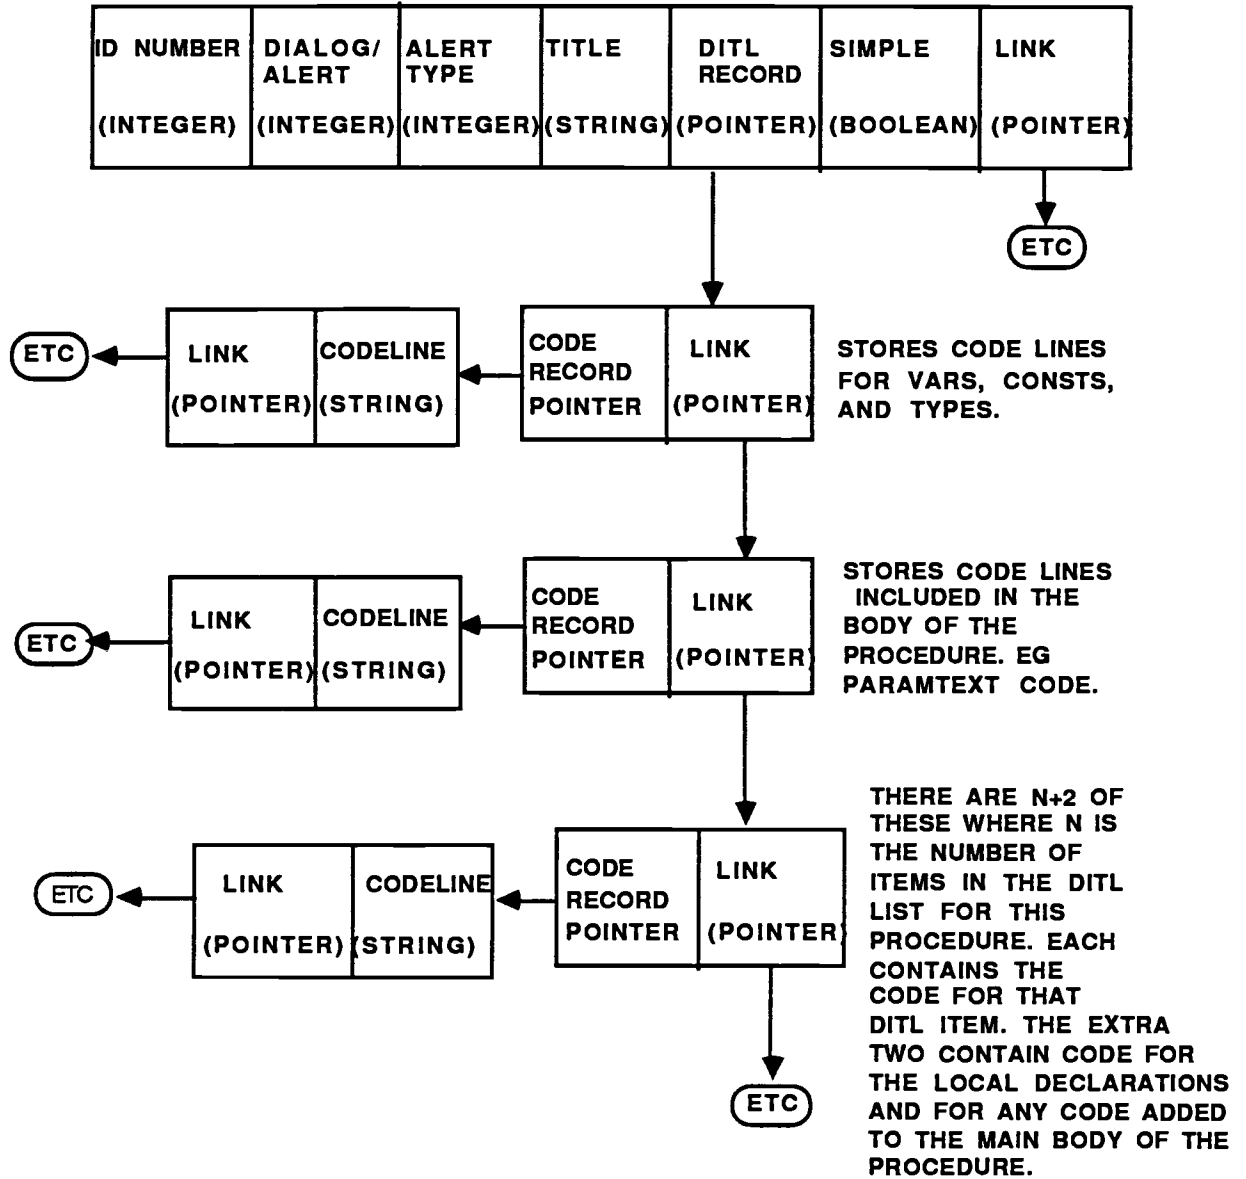 ID NUMBER
(INTEGER)
DIALOG/
ALERT
(INTEGER)
ALERT
TYPE
(INTEGER)
TITLE
(STRING)
DITL
RECORD
(POINTER)
SIMPLE
(BOOLEAN)
LINK
(POINTER)
ETC
ETC
LINK
(POINTER)
CODELINE
(STRING)
CODE
RECORD
POINTER
LINK
(POINTER)
STORES CODE LINES
FOR VARS, CONSTS,
AND TYPES.
ETC
LINK
(POINTER)
CODELINE
(STRING)
CODE
RECORD
POINTER
LINK
(POINTER)
STORES CODE LINES
INCLUDED IN THE
BODY OF THE
PROCEDURE. EG
PARAMTEXT CODE.
ETC
LINK
(POINTER)
CODELINE
(STRING)
CODE
RECORD
POINTER
LINK
(POINTER)
ETC
THERE ARE N+2 OF
THESE WHERE N IS
THE NUMBER OF
ITEMS IN THE DITL
LIST FOR THIS
PROCEDURE. EACH
CONTAINS THE
CODE FOR THAT
DITL ITEM. THE EXTRA
TWO CONTAIN CODE FOR
THE LOCAL DECLARATIONS
AND FOR ANY CODE ADDED
TO THE MAIN BODY OF THE
PROCEDURE.